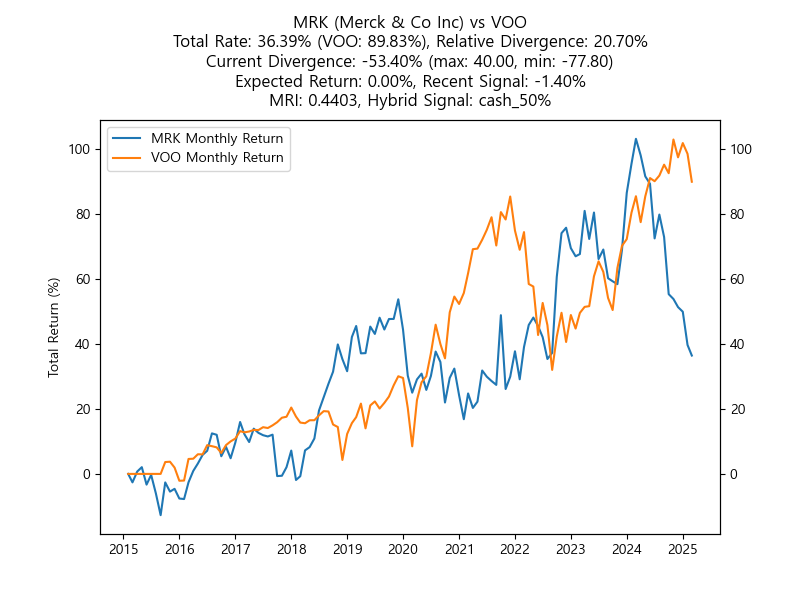 MRK (Merck & Co Inc) vs VOO
Total Rate: 36.39% (VOO: 89.83%), Relative Divergence: 20.70%
Current Divergence: -53.40% (max: 40.00, min: -77.80)
Expected Return: 0.00%, Recent Signal: -1.40%
MRI: 0.4403, Hybrid Signal: cash_50%
MRK Monthly Return
VOO Monthly Return
Total Return (%)
100
80
60
40
20
0
100
80
60
40
20
0
2015 2016 2017 2018 2019 2020 2021 2022 2023 2024 2025